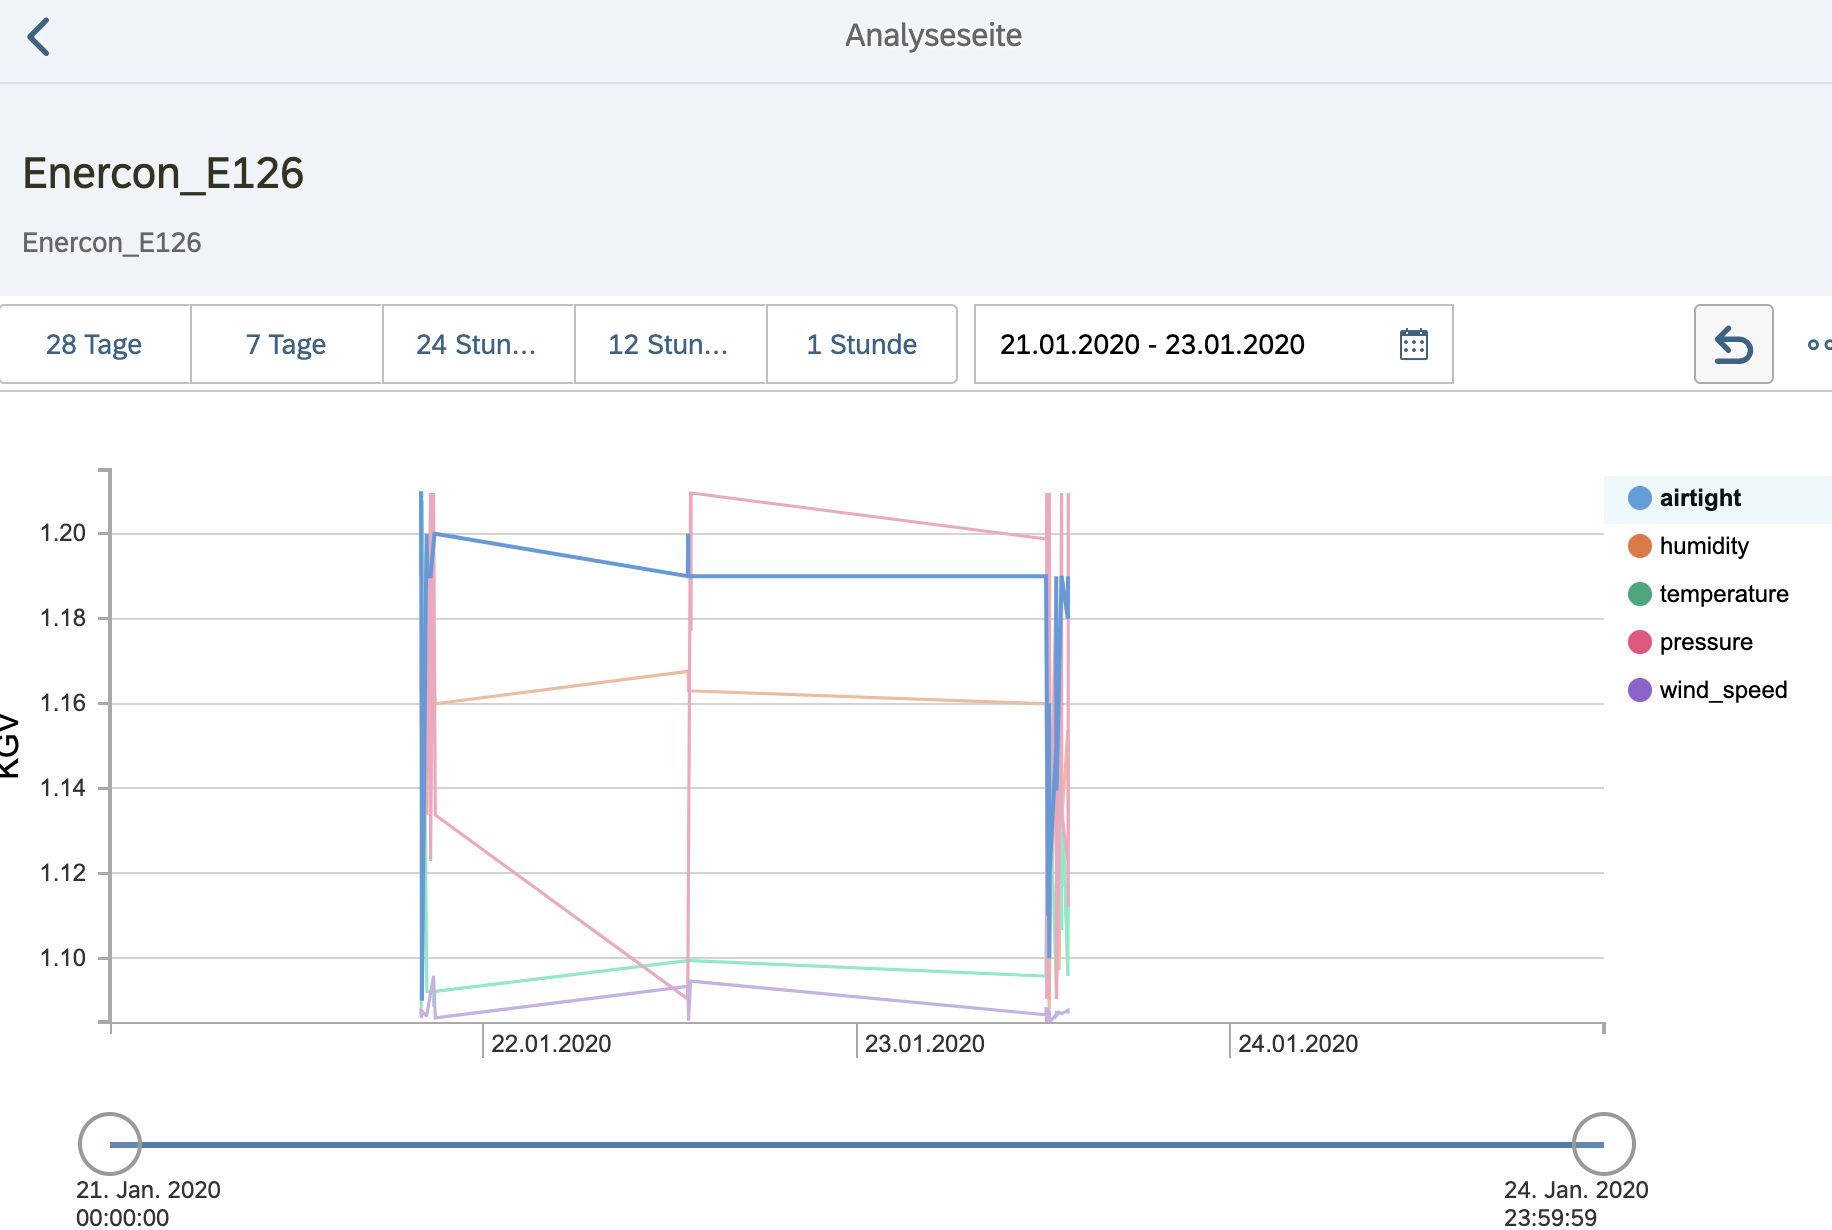 Analyseseite
Enercon_E126
Enercon_E126
28 Tage 7 Tage 24 Stun... 12 Stun... 1 Stunde 21.01.2020 - 23.01.2020
airtight
humidity
temperature
pressure
wind_speed
1.20
1.18
1.16
1.14
1.12
1.10
KGV
22.01.2020 23.01.2020 24.01.2020
21. Jan. 2020 24. Jan. 2020
00:00:00 23:59:59